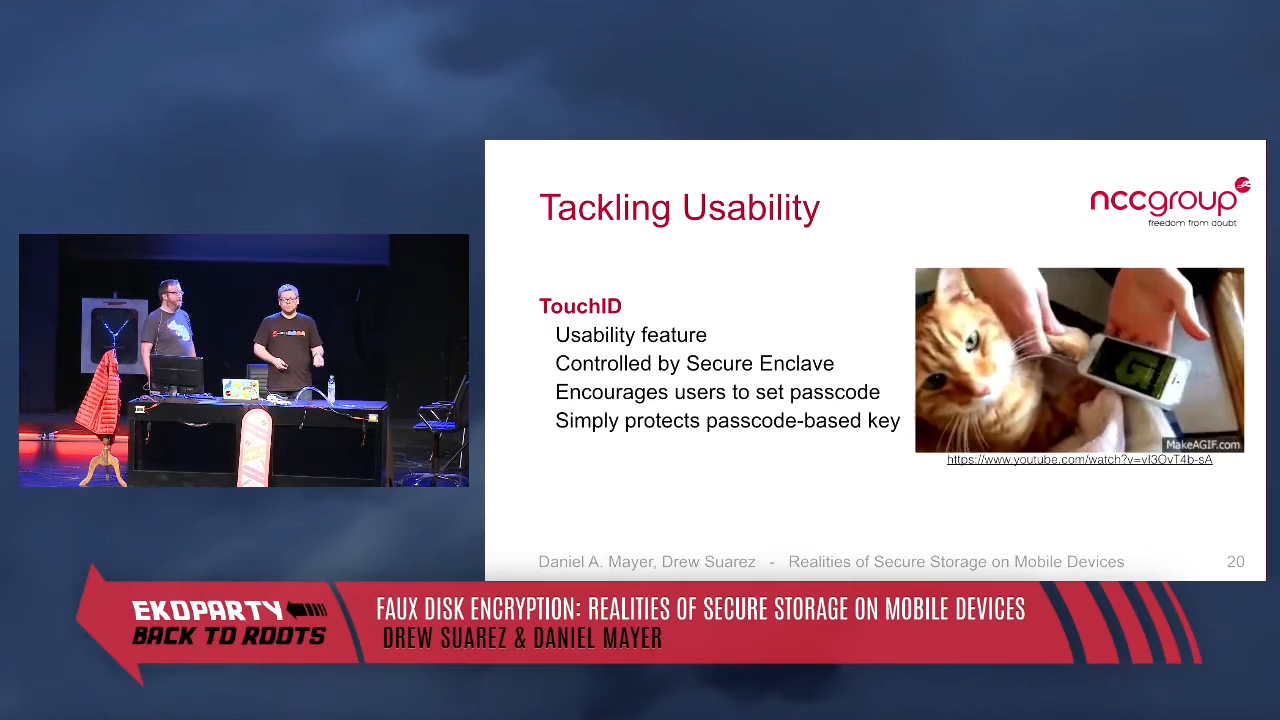 Tackling Usability
nccgroup
freedom from doubt
TouchID
Usability feature
Controlled by Secure Enclave
Encourages users to set passcode
Simply protects passcode-based key
MakeAGIF.com
https://www.youtube.com/watch?v=vI3OvT4b-sA
Daniel A. Mayer, Drew Suarez - Realities of Secure Storage on Mobile Devices
20
EKOPARTY
BACK TO ROOTS
FAUX DISK ENCRYPTION: REALITIES OF SECURE STORAGE ON MOBILE DEVICES
DREW SUAREZ & DANIEL MAYER